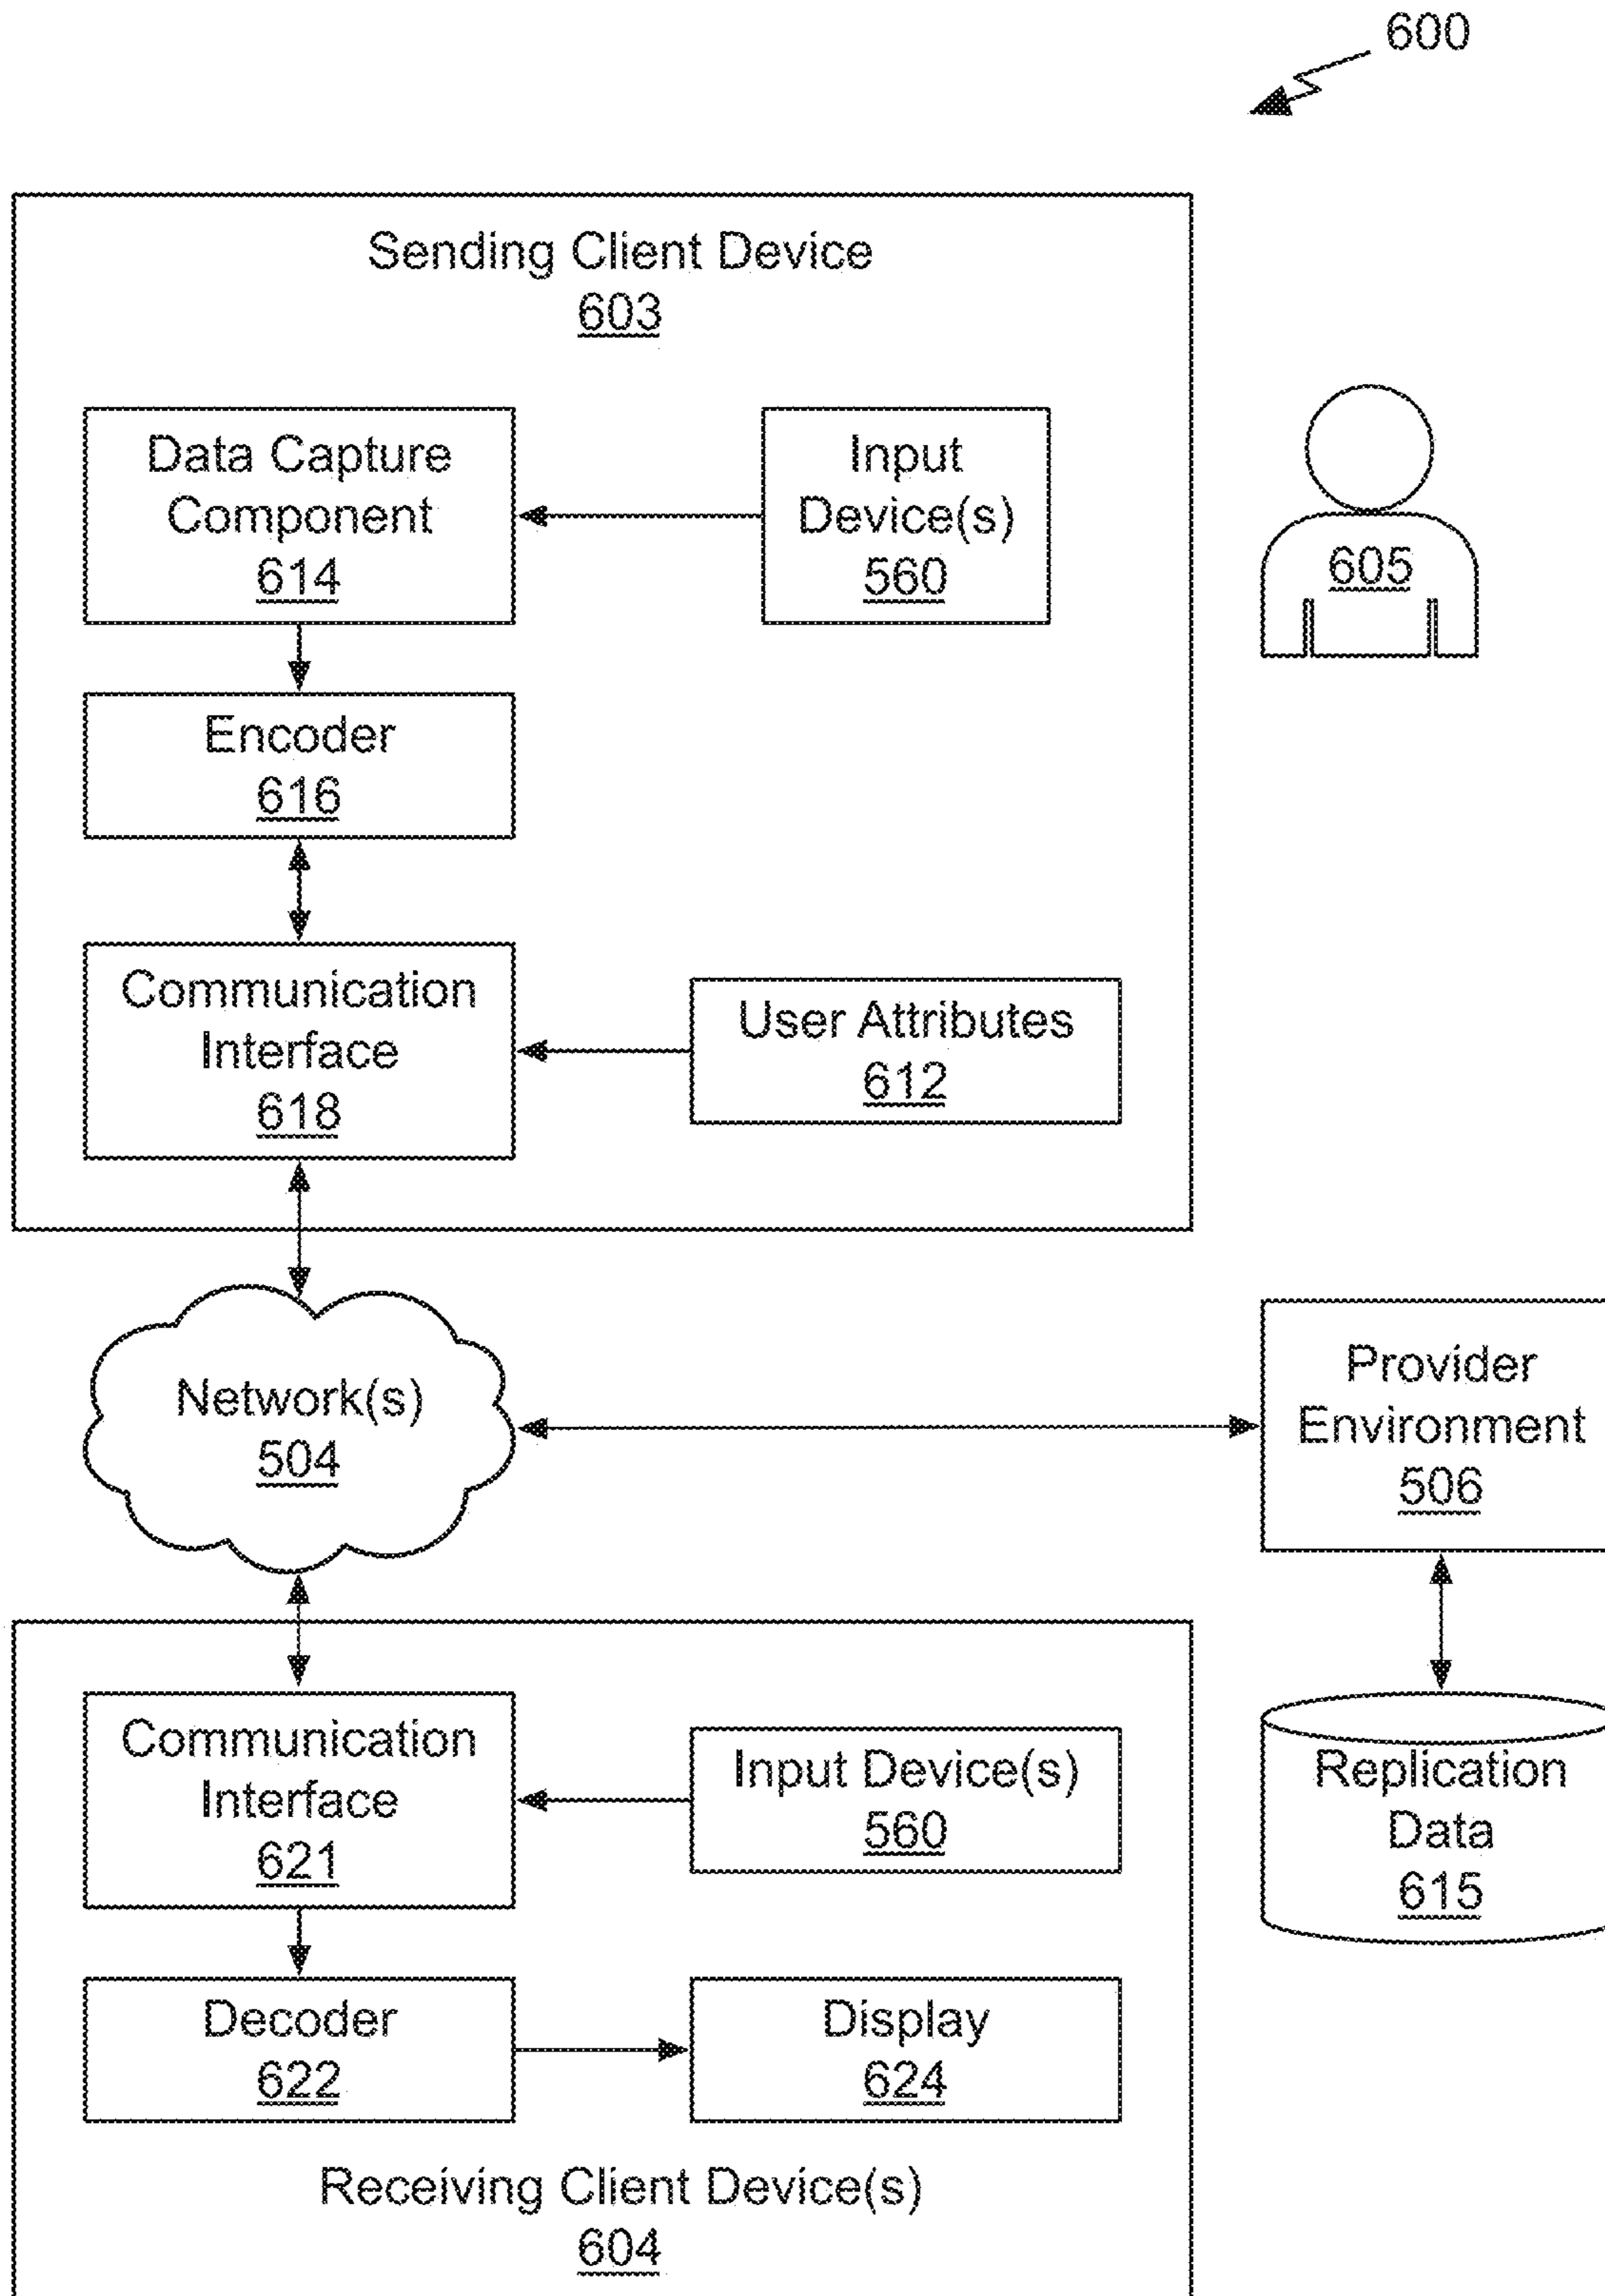 600
Sending Client Device
603
Data Capture
Component
614
Input
Device(s)
560
605
Encoder
616
Communication
Interface
618
User Attributes
612
Network(s)
504
Provider
Environment
506
Communication
Interface
621
Input Device(s)
560
Replication
Data
615
Decoder
622
Display
624
Receiving Client Device(s)
604